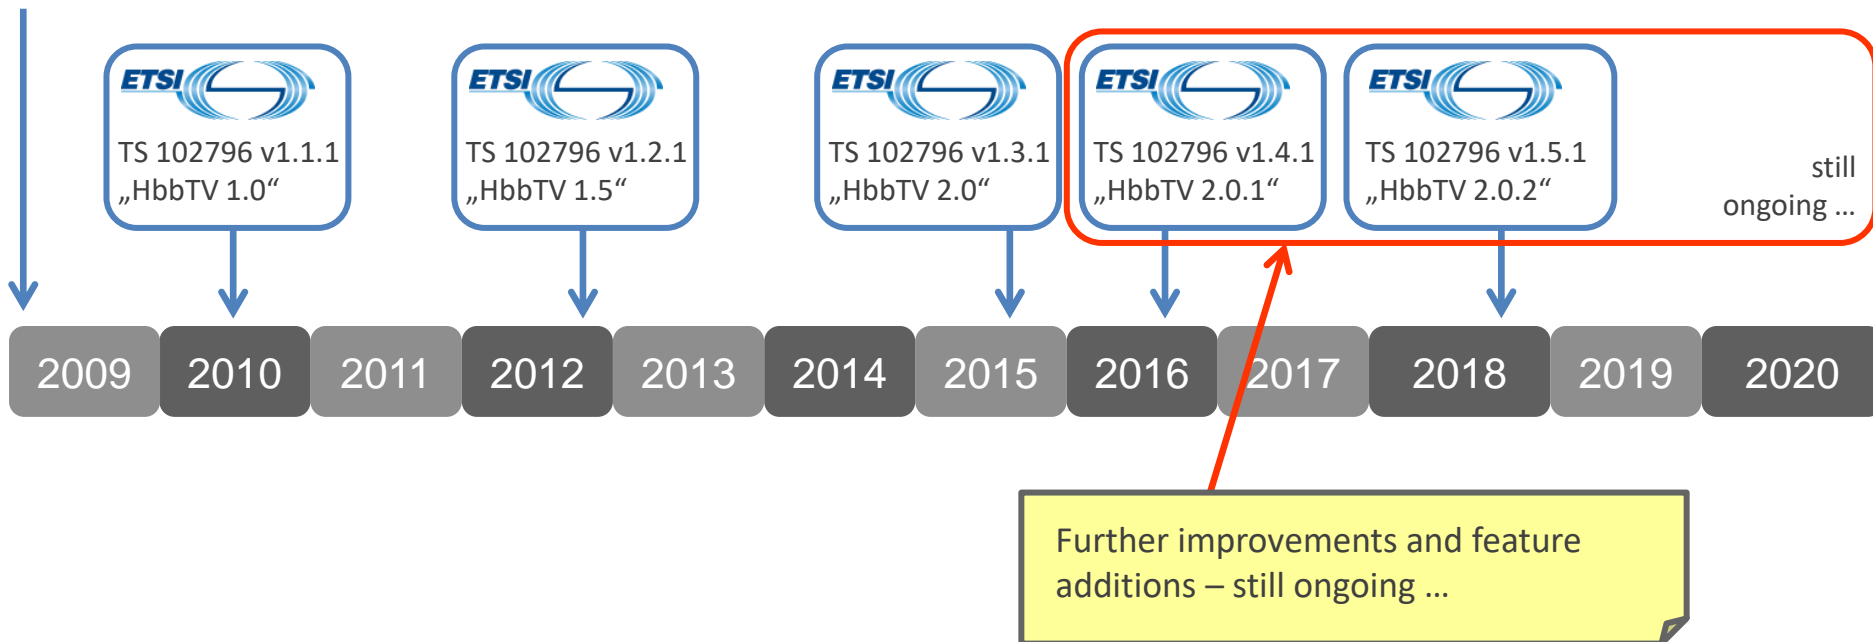 ETSI
TS 102796 v1.1.1
„HbbTV 1.0“
ETSI
TS 102796 v1.2.1
„HbbTV 1.5“
ETSI
TS 102796 v1.3.1
„HbbTV 2.0“
ETSI
TS 102796 v1.4.1
„HbbTV 2.0.1“
ETSI
TS 102796 v1.5.1
„HbbTV 2.0.2“
still
ongoing …
2009 2010 2011 2012 2013 2014 2015 2016 2017 2018 2019 2020
Further improvements and feature
additions – still ongoing …